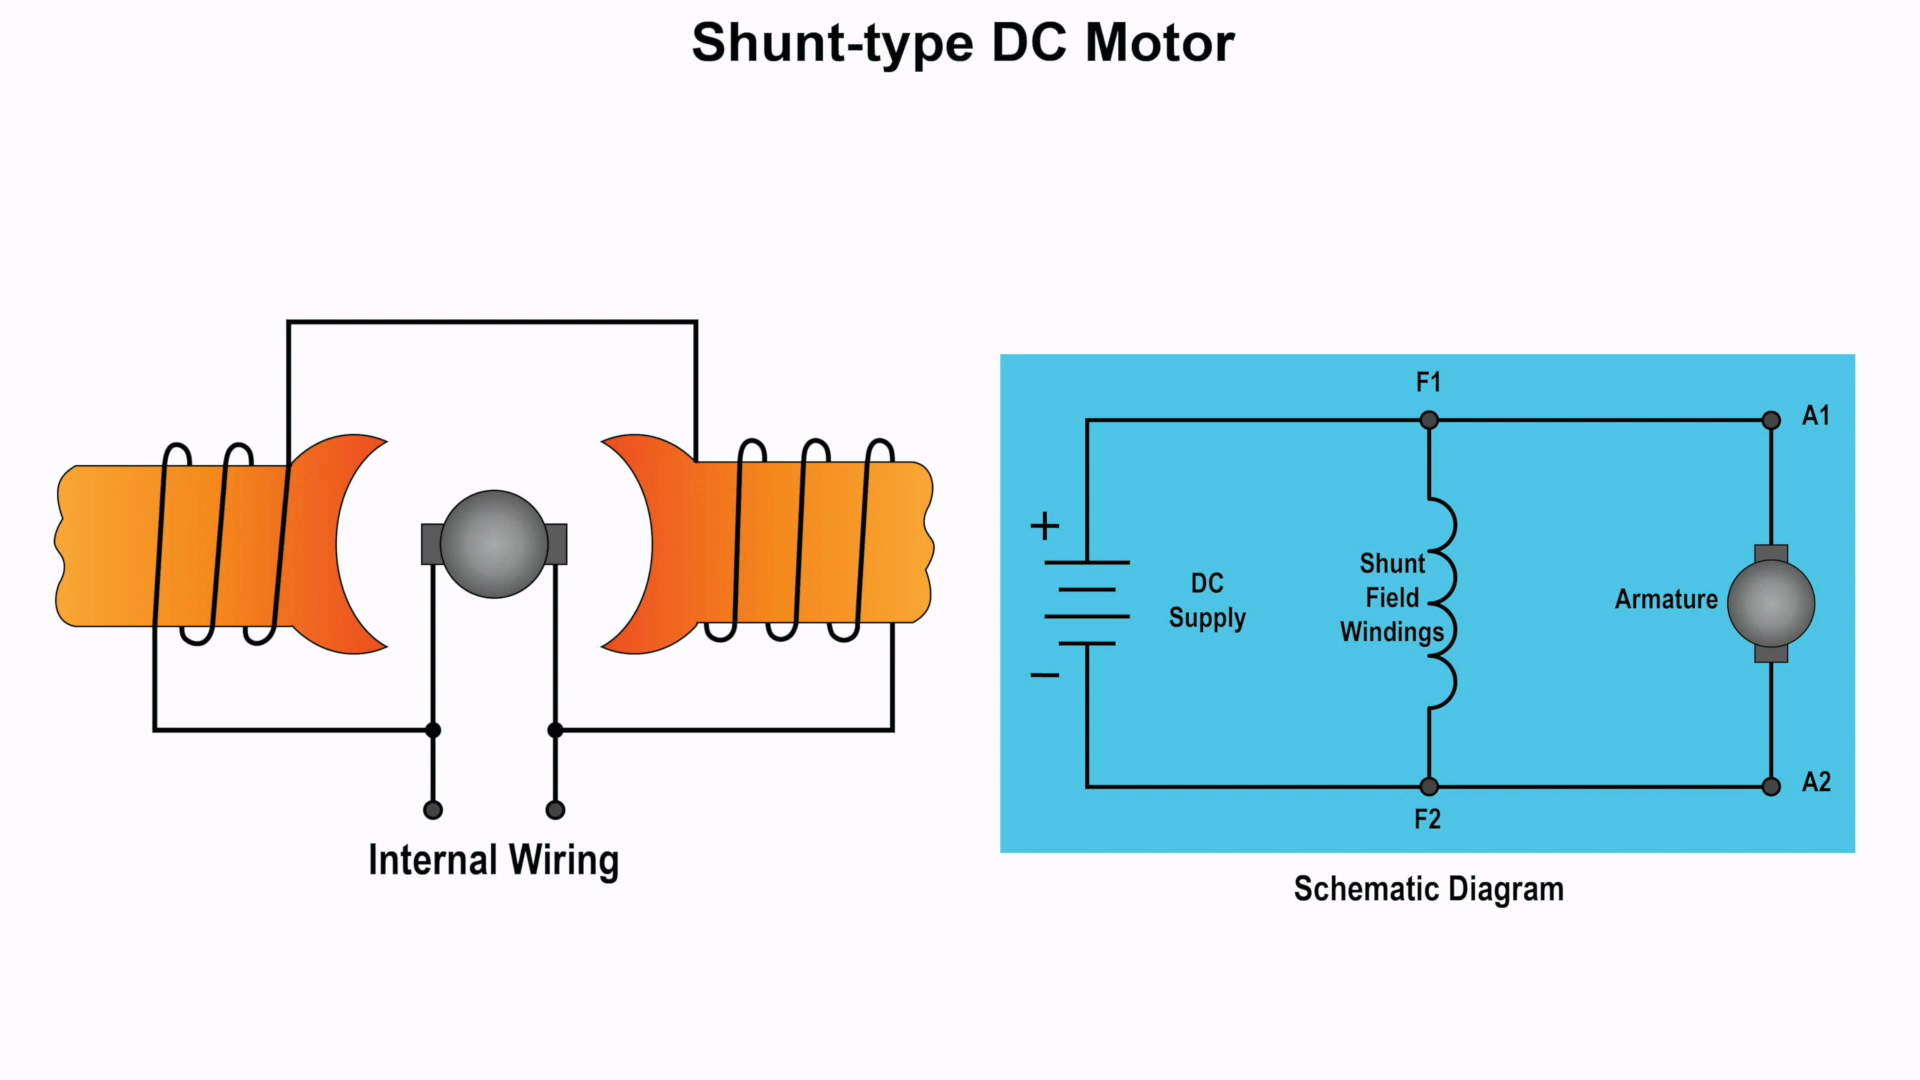 Shunt-type DC Motor
Internal Wiring
F1
A1
+
DC
Supply
−
Shunt
Field
Windings
Armature
F2
A2
Schematic Diagram